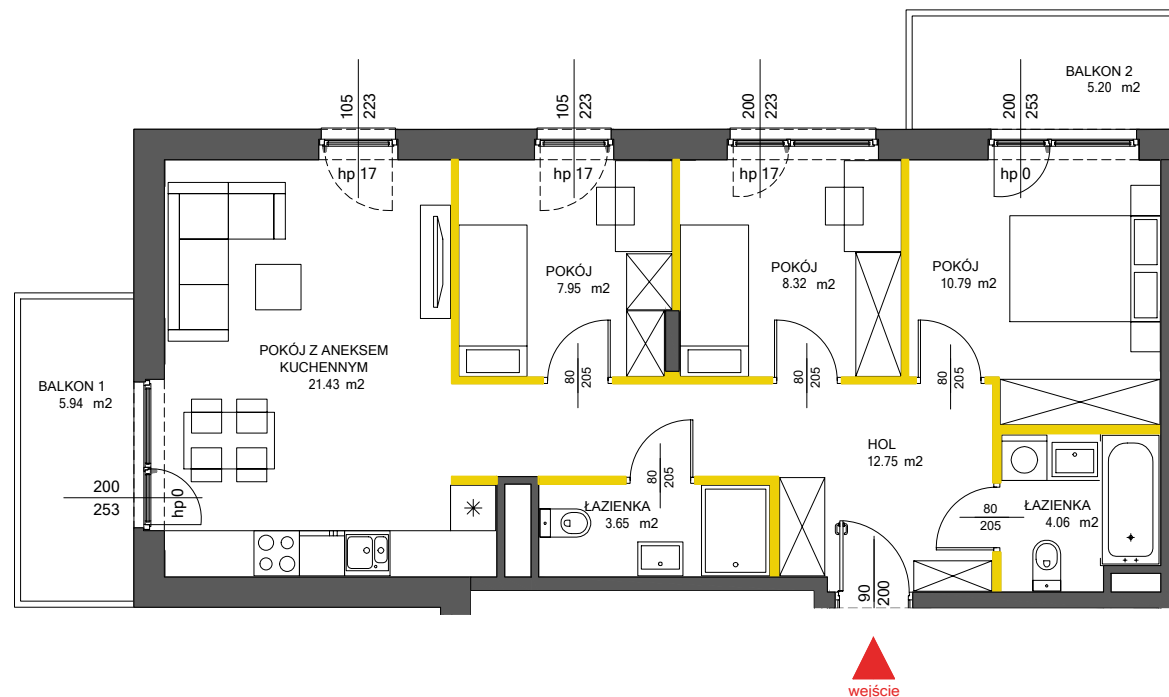 BALKON 2
5.20 m2
105
223
105
223
200
223
200
253
hp 17
hp 17
hp 17
hp 0
POKÓJ
7.95 m2
POKÓJ
8.32 m2
POKÓJ
10.79 m2
POKÓJ Z ANEKSEM
KUCHENNYM
21.43 m2
BALKON 1
5.94 m2
80
205
80
205
80
205
HOL
12.75 m2
80
205
200
253
hp 0
ŁAZIENKA
3.65 m2
80
205
ŁAZIENKA
4.06 m2
90
200
wejście